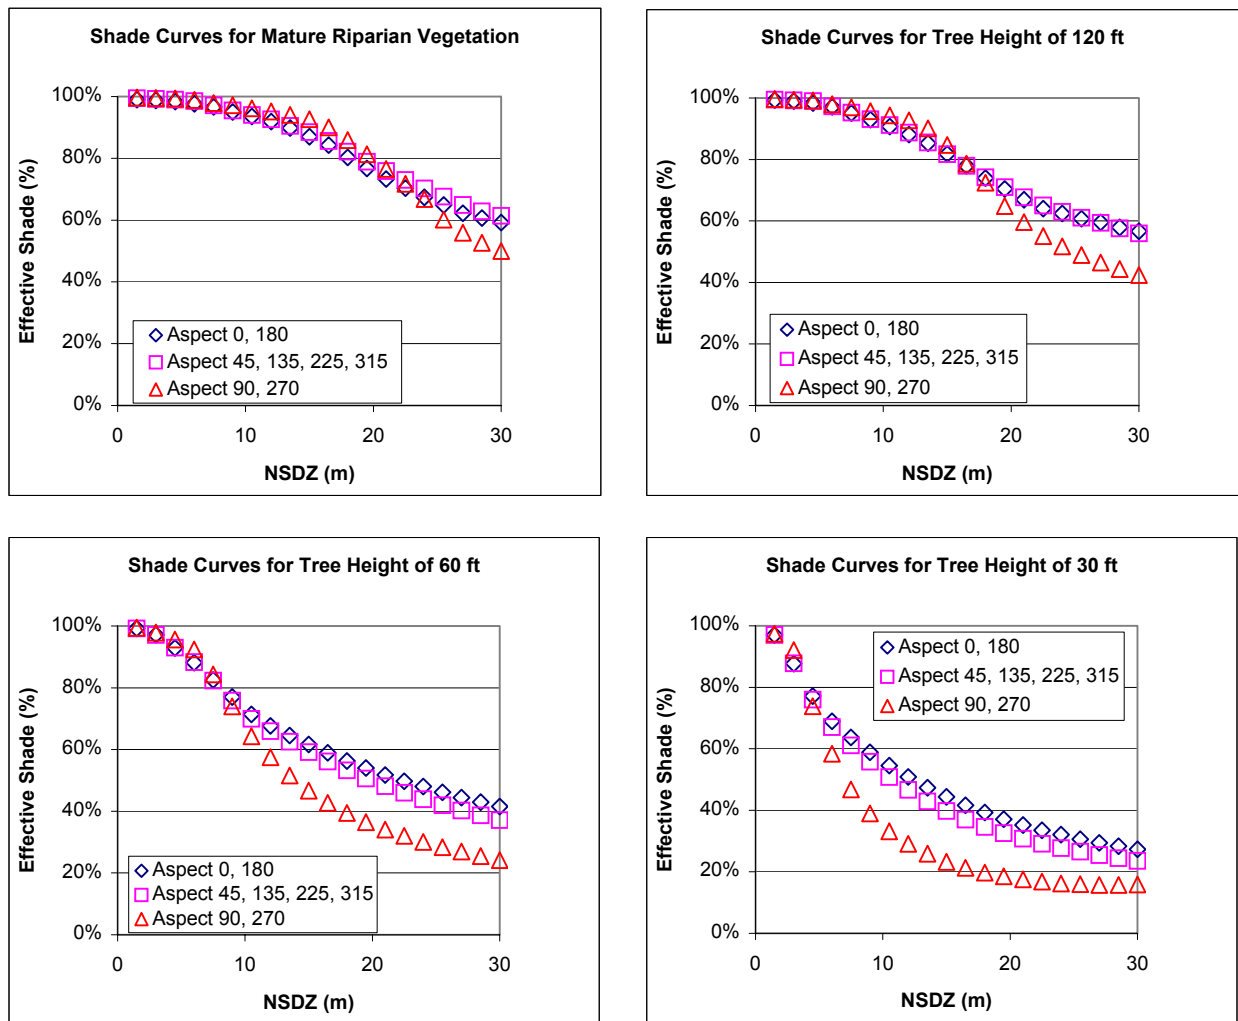 Shade Curves for Mature Riparian Vegetation
Effective Shade (%)
100%
80%
60%
40%
20%
0%
Aspect 0, 180
Aspect 45, 135, 225, 315
Aspect 90, 270
0 10 20 30
NSDZ (m)
Shade Curves for Tree Height of 120 ft
Effective Shade (%)
100%
80%
60%
40%
20%
0%
Aspect 0, 180
Aspect 45, 135, 225, 315
Aspect 90, 270
0 10 20 30
NSDZ (m)
Shade Curves for Tree Height of 60 ft
Effective Shade (%)
100%
80%
60%
40%
20%
0%
Aspect 0, 180
Aspect 45, 135, 225, 315
Aspect 90, 270
0 10 20 30
NSDZ (m)
Shade Curves for Tree Height of 30 ft
Effective Shade (%)
100%
80%
60%
40%
20%
0%
Aspect 0, 180
Aspect 45, 135, 225, 315
Aspect 90, 270
0 10 20 30
NSDZ (m)